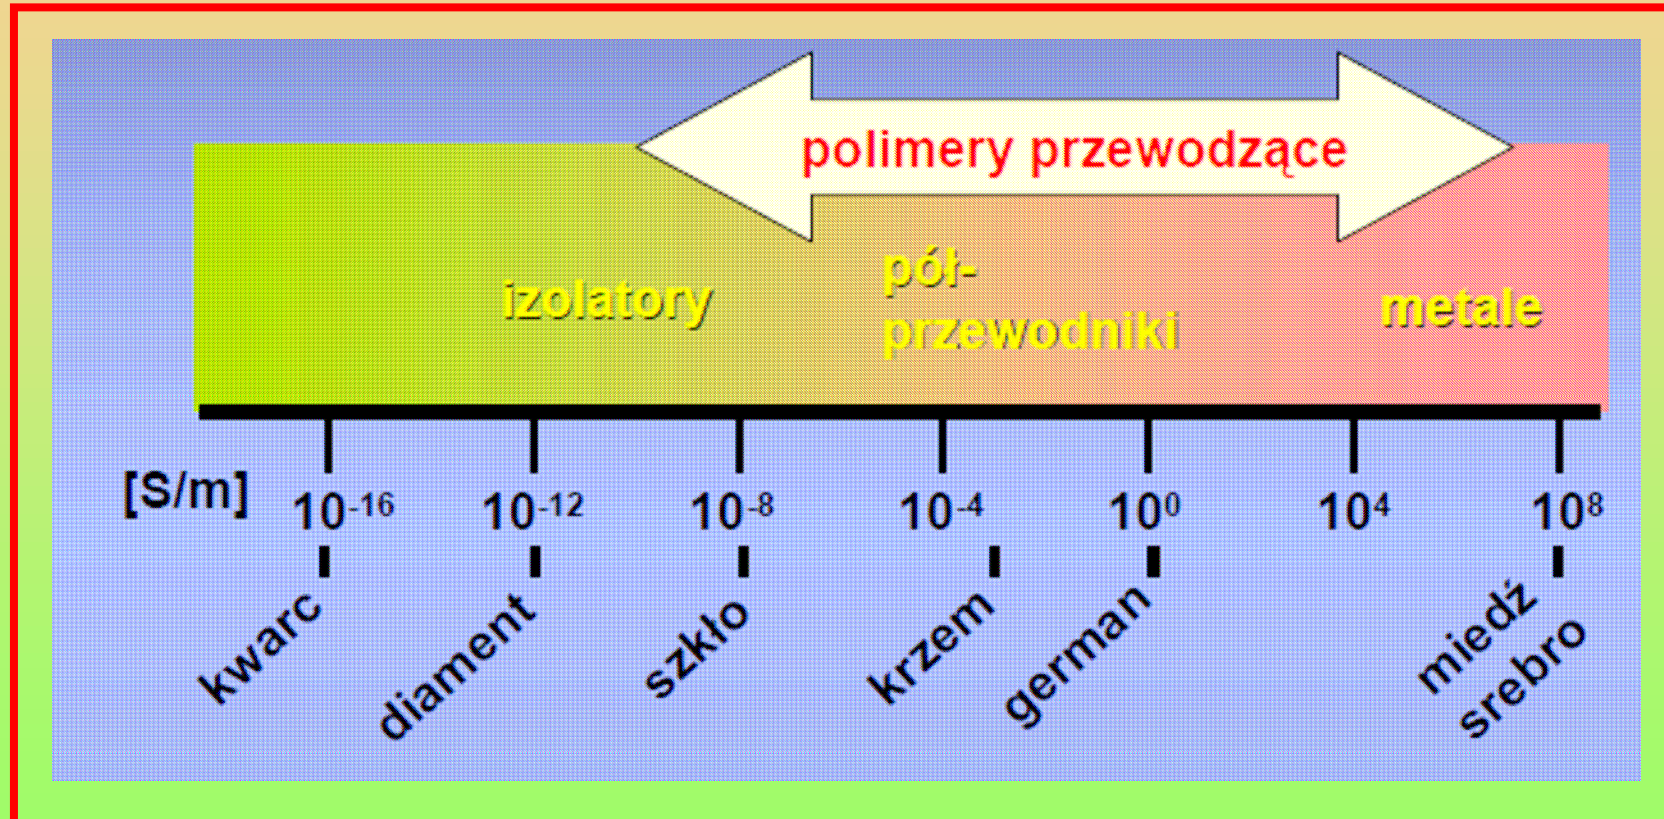 polimery przewodzące
izolatory
pół-
przewodniki
metale
[S/m]
10⁻¹⁶ 10⁻¹² 10⁻⁸ 10⁻⁴ 10⁰ 10⁴ 10⁸
kwarc
diament
szkło
krzem
german
miedź
srebro